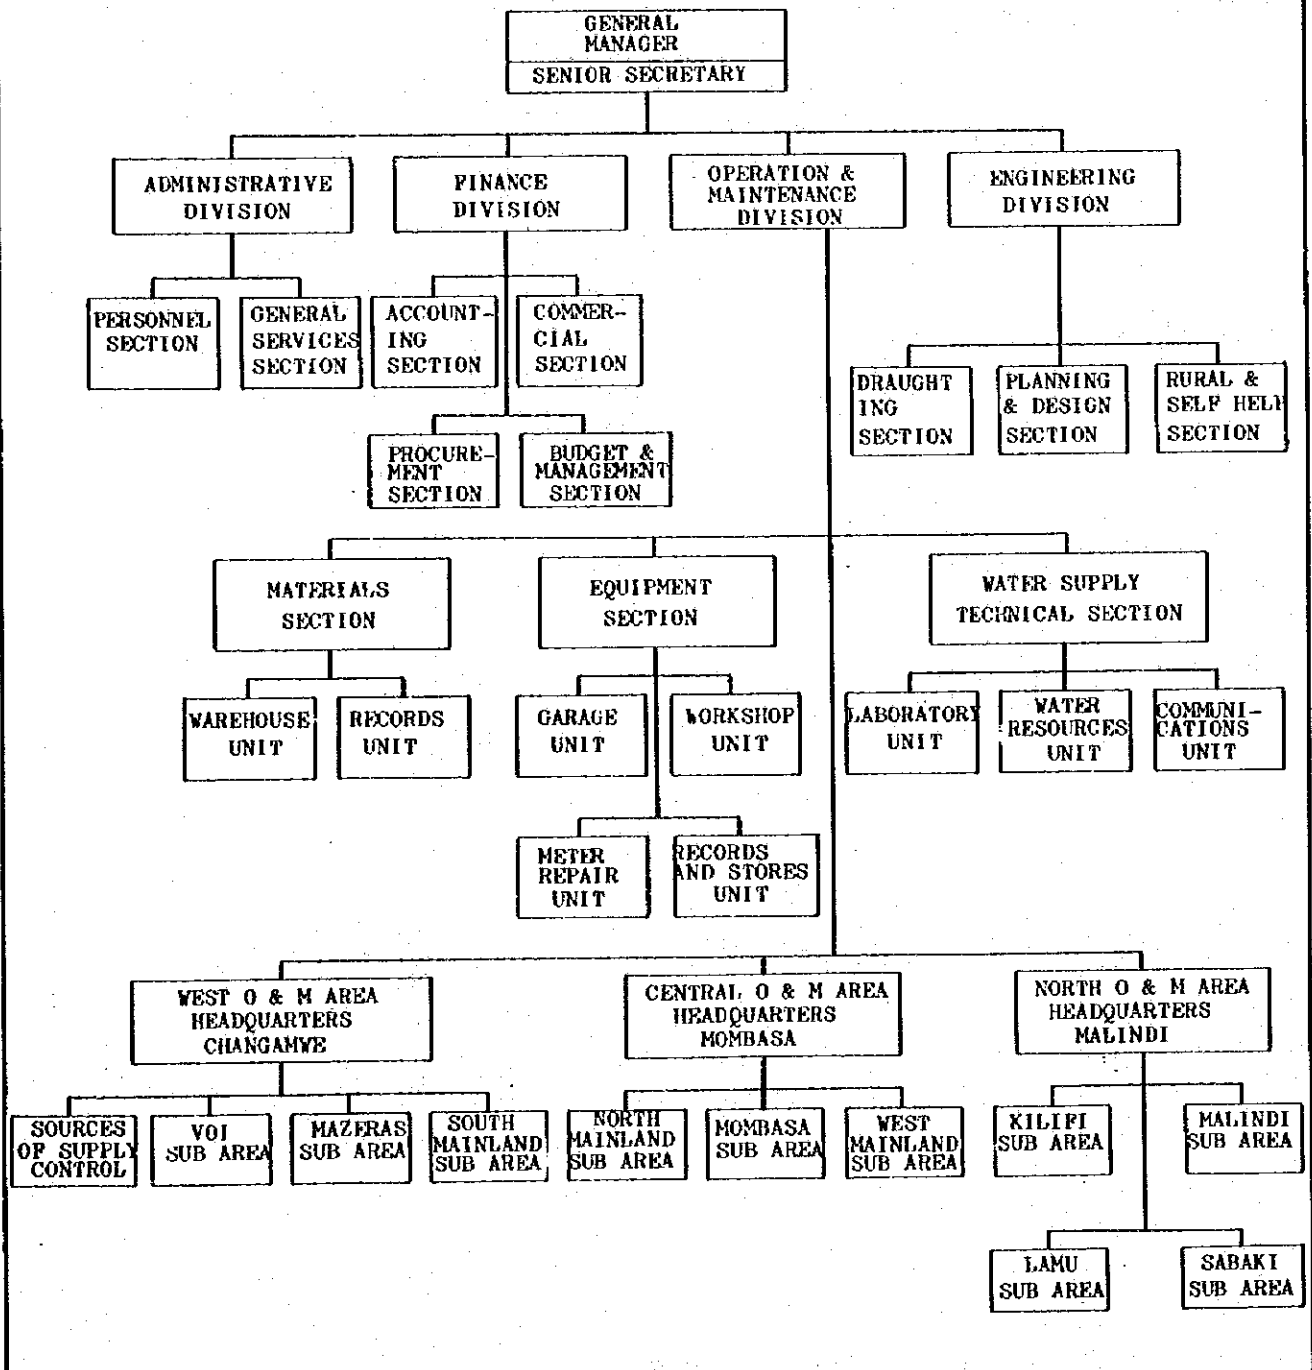 GENERAL
MANAGER
SENIOR SECRETARY
ADMINISTRATIVE
DIVISION
FINANCE
DIVISION
OPERATION &
MAINTENANCE
DIVISION
ENGINEERING
DIVISION
PERSONNEL
SECTION
GENERAL
SERVICES
SECTION
ACCOUNT-
ING
SECTION
COMMER-
CIAL
SECTION
DRAUGHT
ING
SECTION
PLANNING
& DESIGN
SECTION
RURAL &
SELF HELP
SECTION
PROCURE-
MENT
SECTION
BUDGET &
MANAGEMENT
SECTION
MATERIALS
SECTION
EQUIPMENT
SECTION
WATER SUPPLY
TECHNICAL SECTION
WAREHOUSE
UNIT
RECORDS
UNIT
GARAGE
UNIT
WORKSHOP
UNIT
LABORATORY
UNIT
WATER
RESOURCES
UNIT
COMMUNI-
CATIONS
UNIT
METER
REPAIR
UNIT
RECORDS
AND STORES
UNIT
WEST O & M AREA
HEADQUARTERS
CHANGAMWE
CENTRAL O & M AREA
HEADQUARTERS
MOMBASA
NORTH O & M AREA
HEADQUARTERS
MALINDI
SOURCES
OF SUPPLY
CONTROL
VOI
SUB AREA
MAZERAS
SUB AREA
SOUTH
MAINLAND
SUB AREA
NORTH
MAINLAND
SUB AREA
MOMBASA
SUB AREA
WEST
MAINLAND
SUB AREA
KILIFI
SUB AREA
MALINDI
SUB AREA
LAMU
SUB AREA
SABAKI
SUB AREA